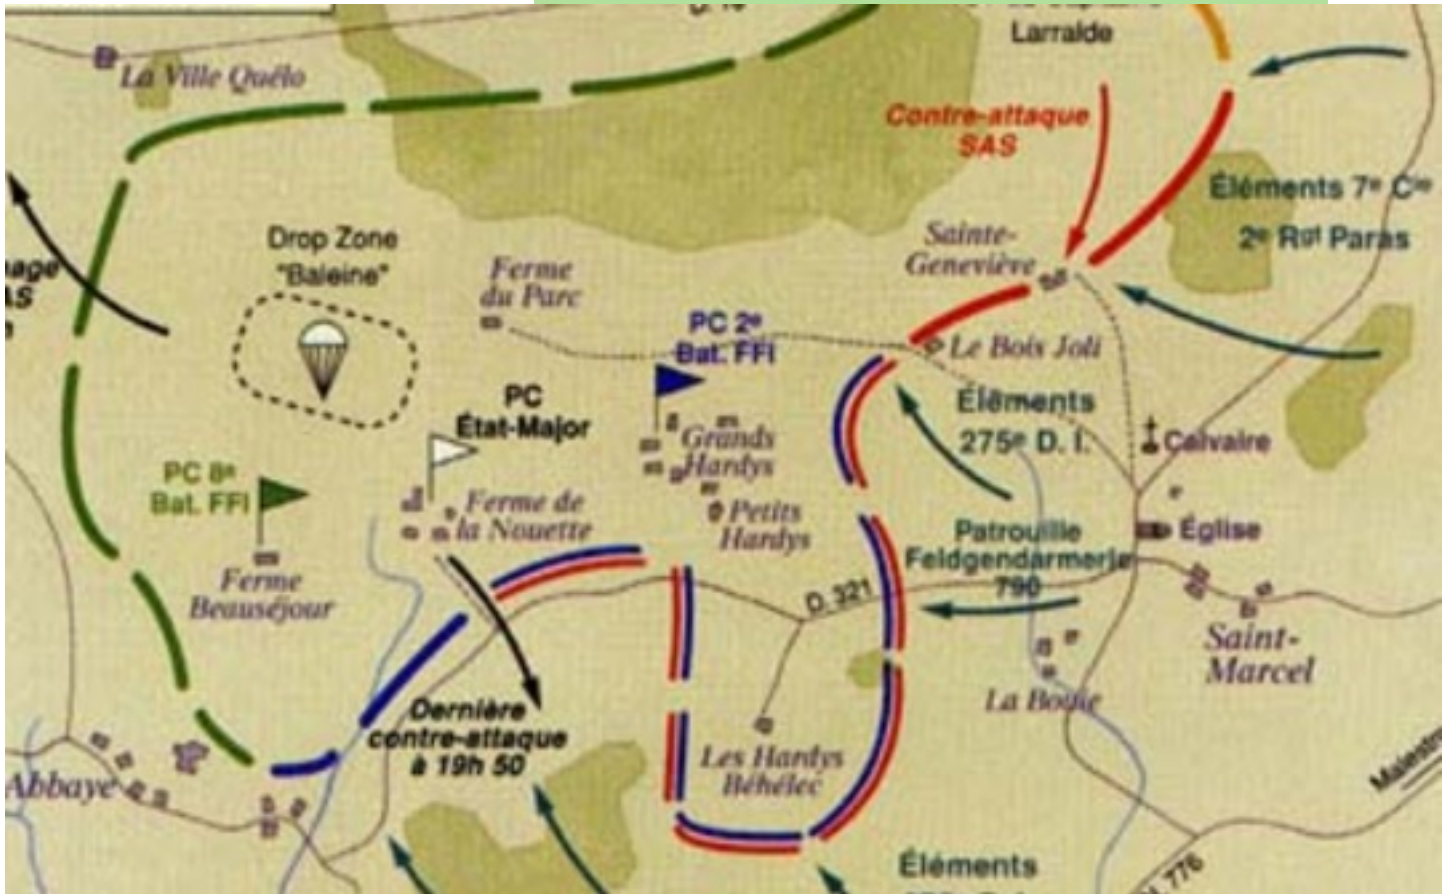 La Ville Quélo
Larralde
Contre-attaque
SAS
Éléments 7e Cie
2e Rgt Paras
Drop Zone
"Baleine"
Ferme
du Parc
Sainte-
Geneviève
PC 2e
Bat. FFI
Le Bois Joli
PC
État-Major
Éléments
275e D. I.
Calvaire
Grands
Hardys
PC 8e
Bat. FFI
Ferme de
la Nouette
Petits
Hardys
Patrouille
Feldgendarmerie
790
Église
Ferme
Beauséjour
D. 321
Saint-
Marcel
La Boule
Dernière
contre-attaque
à 19h 50
Les Hardys
Béhélec
Abbaye
Éléments
776